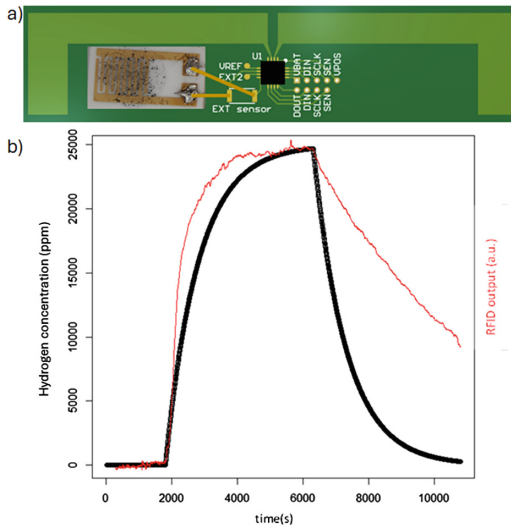 a)
U1
VREF
EXT2
EXT sensor
VBAT
DIN
SCLK
SEN
VPOS
DOUT
DIN
SCLK
SEN
b)
Hydrogen concentration (ppm)
25000
20000
15000
10000
5000
0
RFID output (a.u.)
0 2000 4000 6000 8000 10000
time(s)